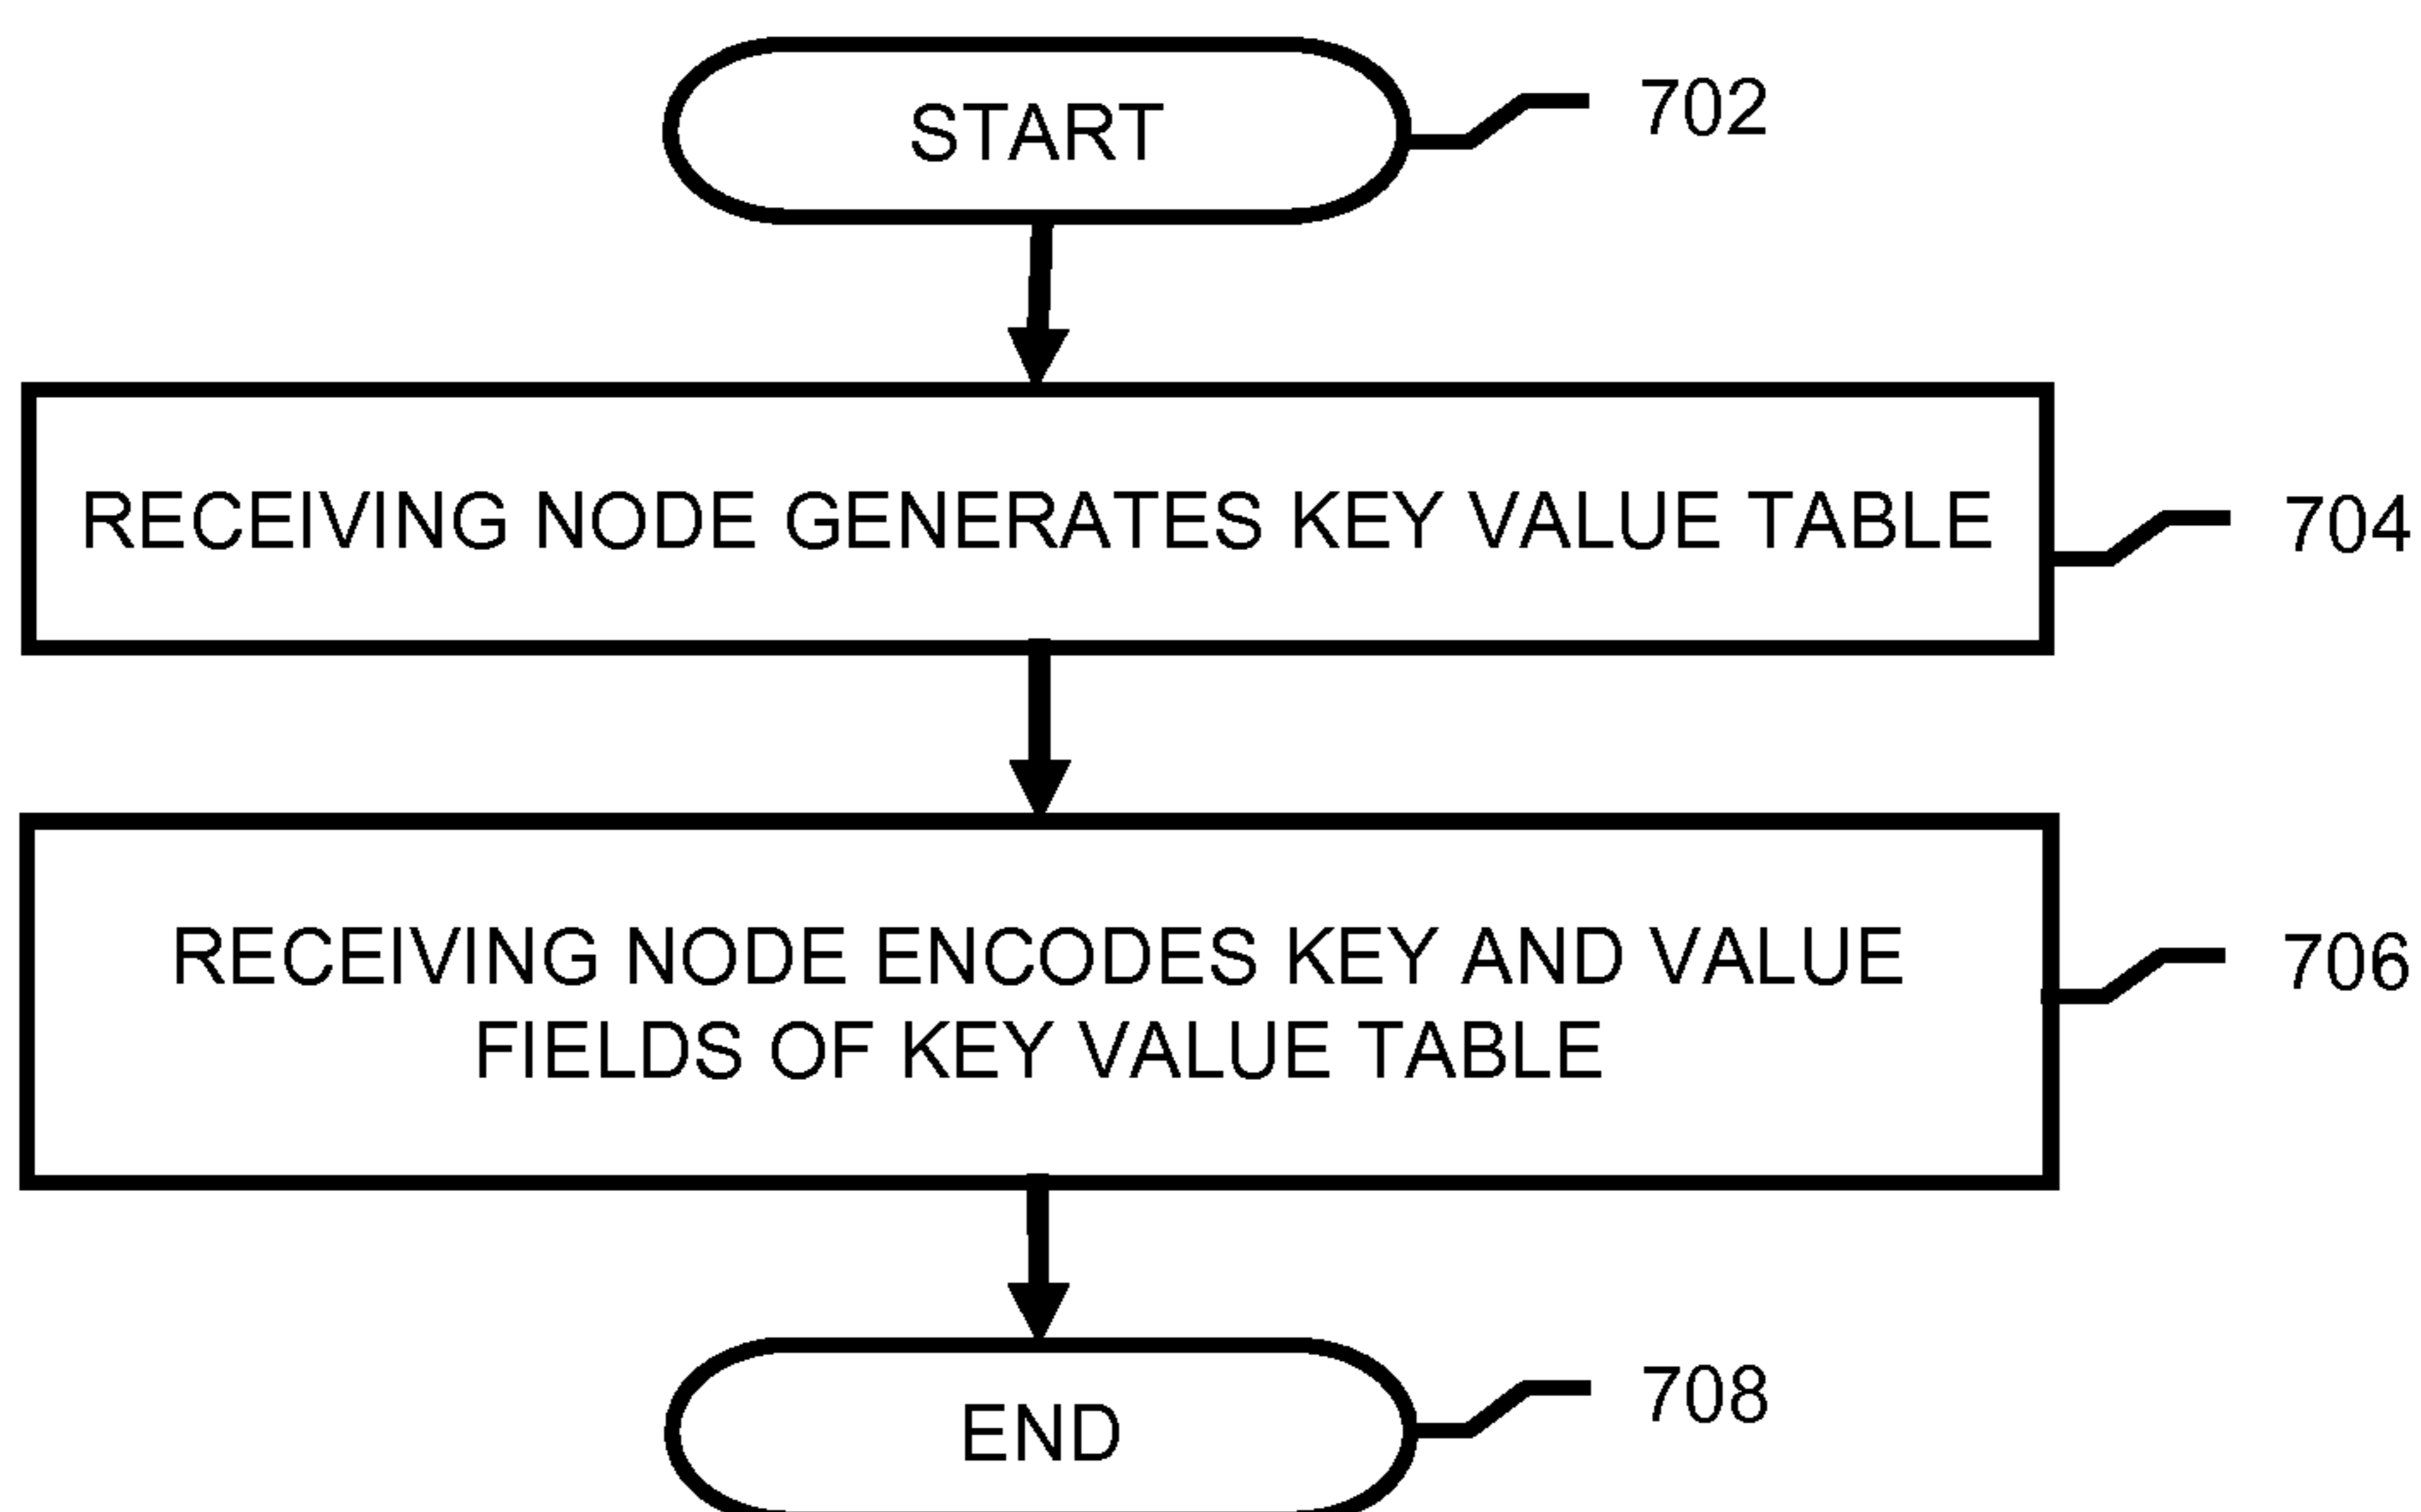 START
702
RECEIVING NODE GENERATES KEY VALUE TABLE
704
RECEIVING NODE ENCODES KEY AND VALUE
FIELDS OF KEY VALUE TABLE
706
END
708